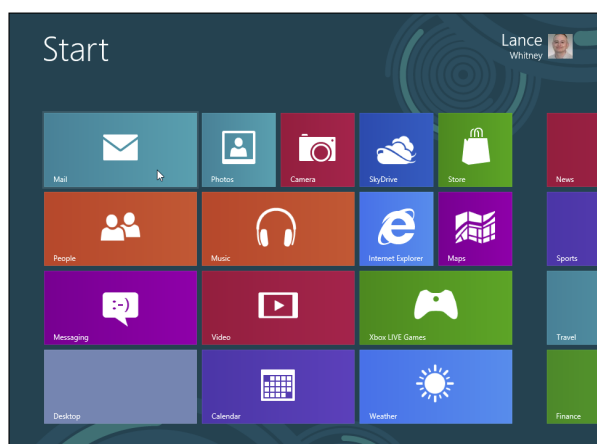 Start
Lance
Whitney
Mail
Photos
Camera
SkyDrive
Store
News
People
Music
Internet Explorer
Maps
Sports
:-)
Messaging
Video
Xbox LIVE Games
Travel
Desktop
Calendar
Weather
Finance